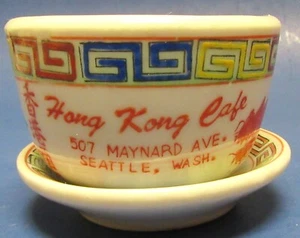 Hong Kong Cafe
507 MAYNARD AVE.
SEATTLE, WASH.